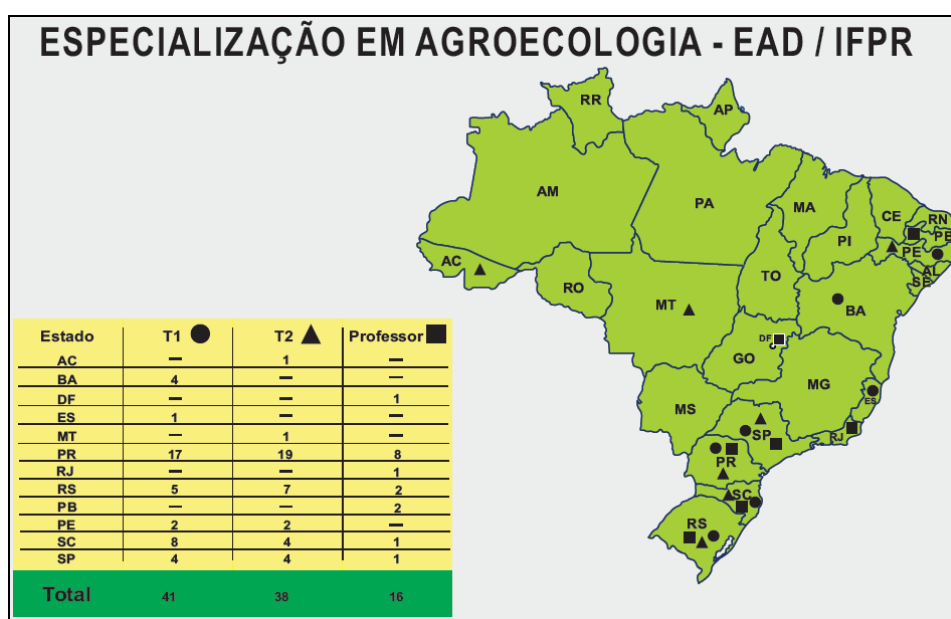 ESPECIALIZAÇÃO EM AGROECOLOGIA - EAD / IFPR
RR
AP
AM
PA
MA
CE
RN
PB
PI
PE
AC
AL
SE
TO
RO
MT
BA
DF
GO
MG
ES
MS
SP
RJ
PR
SC
RS
Estado T1 T2 Professor
AC — 1 —
BA 4 — —
DF — — 1
ES 1 — —
MT — 1 —
PR 17 19 8
RJ — — 1
RS 5 7 2
PB — — 2
PE 2 2 —
SC 8 4 1
SP 4 4 1
Total 41 38 16